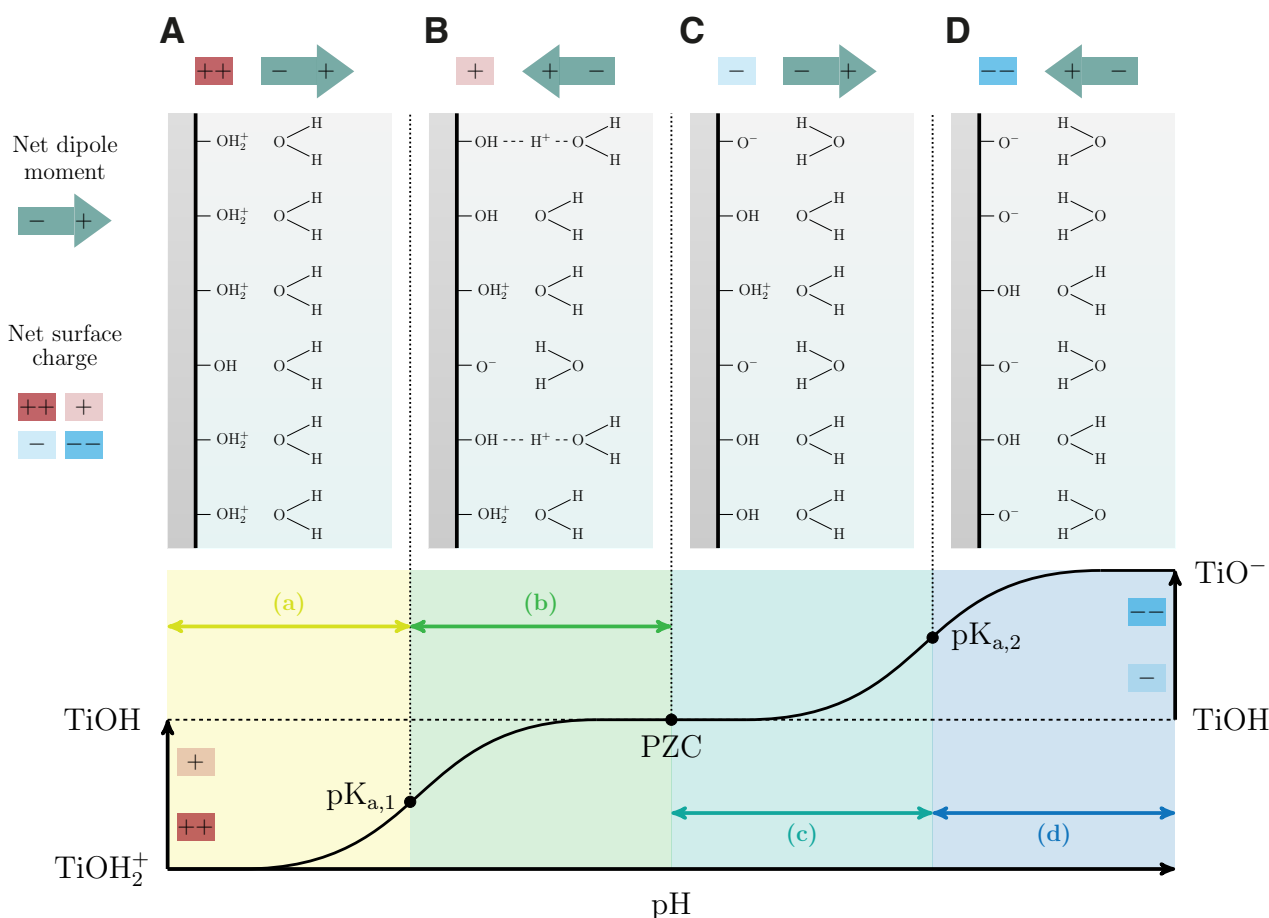 A B C D
++ − + + + − − − + −− + −
Net dipole
moment
− +
Net surface
charge
++ +
− −−
H H H H
OH₂⁺ O OH --- H⁺ -- O O⁻ O O⁻ O
H H H H
H H H H
OH₂⁺ O OH O OH O O⁻ O
H H H H
H H H H
OH₂⁺ O OH₂⁺ O OH₂⁺ O OH O
H H H H
H H H H
OH O O⁻ O O⁻ O O⁻ O
H H H H
H H H H
OH₂⁺ O OH --- H⁺ -- O OH O OH O
H H H H
H H H H
OH₂⁺ O OH₂⁺ O OH O O⁻ O
H H H H
TiO⁻
(a) (b)
−−
pKₐ,₂
−
TiOH TiOH
PZC
+
pKₐ,₁
++
(c) (d)
TiOH₂⁺
pH